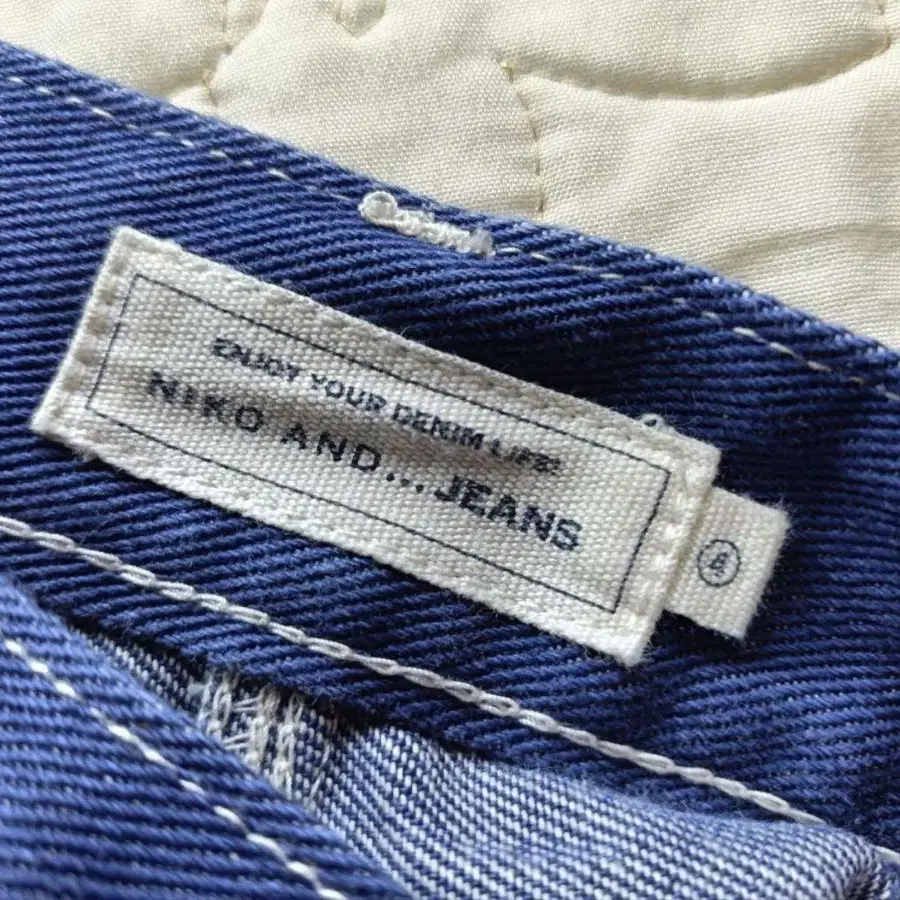 ENJOY YOUR DENIM LIFE!
NIKO AND...JEANS
4